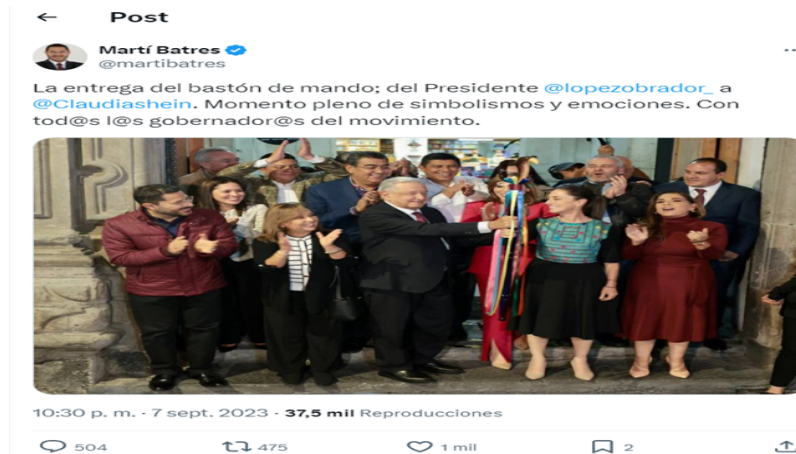 Post
Martí Batres
@martibatres
La entrega del bastón de mando; del Presidente @lopezobrador_ a
@Claudiashein. Momento pleno de simbolismos y emociones. Con
tod@s l@s gobernador@s del movimiento.
10:30 p. m. · 7 sept. 2023 · 37,5 mil Reproducciones
504 475 1 mil 2